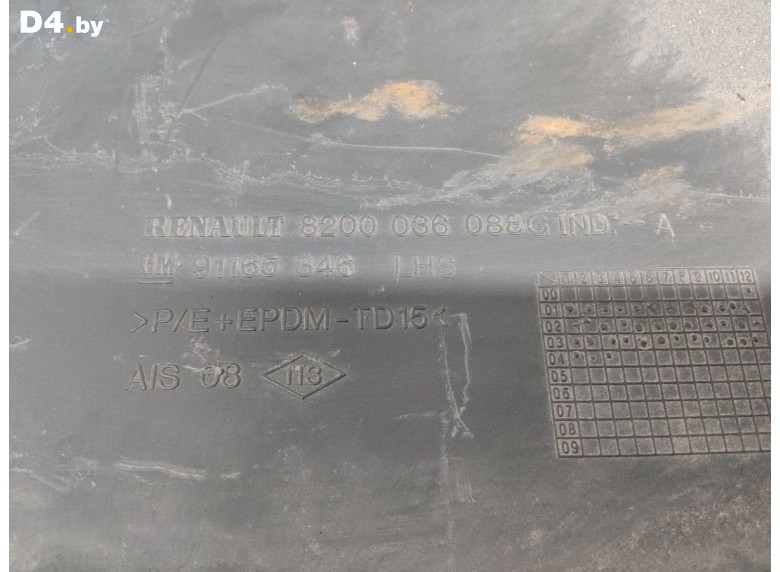 D4.by
RENAULT 8200 036 088G IND.-A
GM 91165 346 LHS
>P/E+EPDM-TD15<
A/S 08 113
1 2 3 4 5 6 7 8 9 10 11 12
00
01
02
03
04
05
06
07
08
09